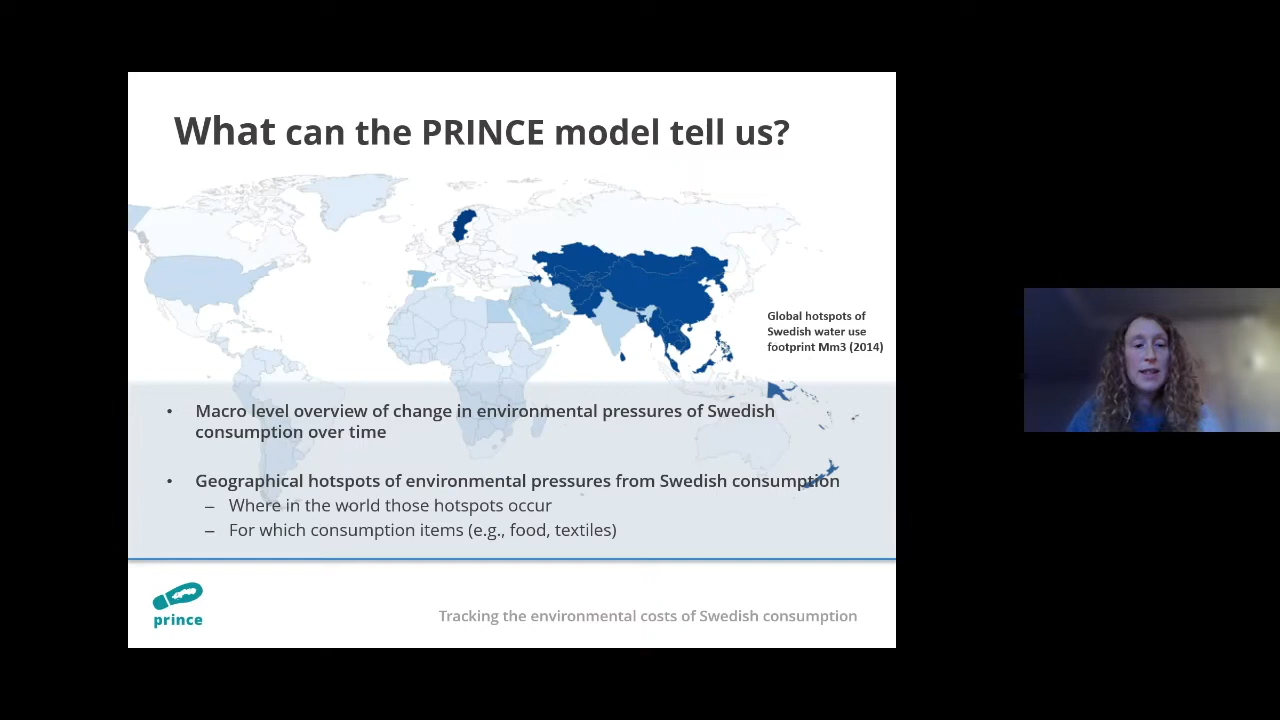 What can the PRINCE model tell us?
Global hotspots of
Swedish water use
footprint Mm3 (2014)
• Macro level overview of change in environmental pressures of Swedish
consumption over time
• Geographical hotspots of environmental pressures from Swedish consumption
– Where in the world those hotspots occur
– For which consumption items (e.g., food, textiles)
prince
Tracking the environmental costs of Swedish consumption